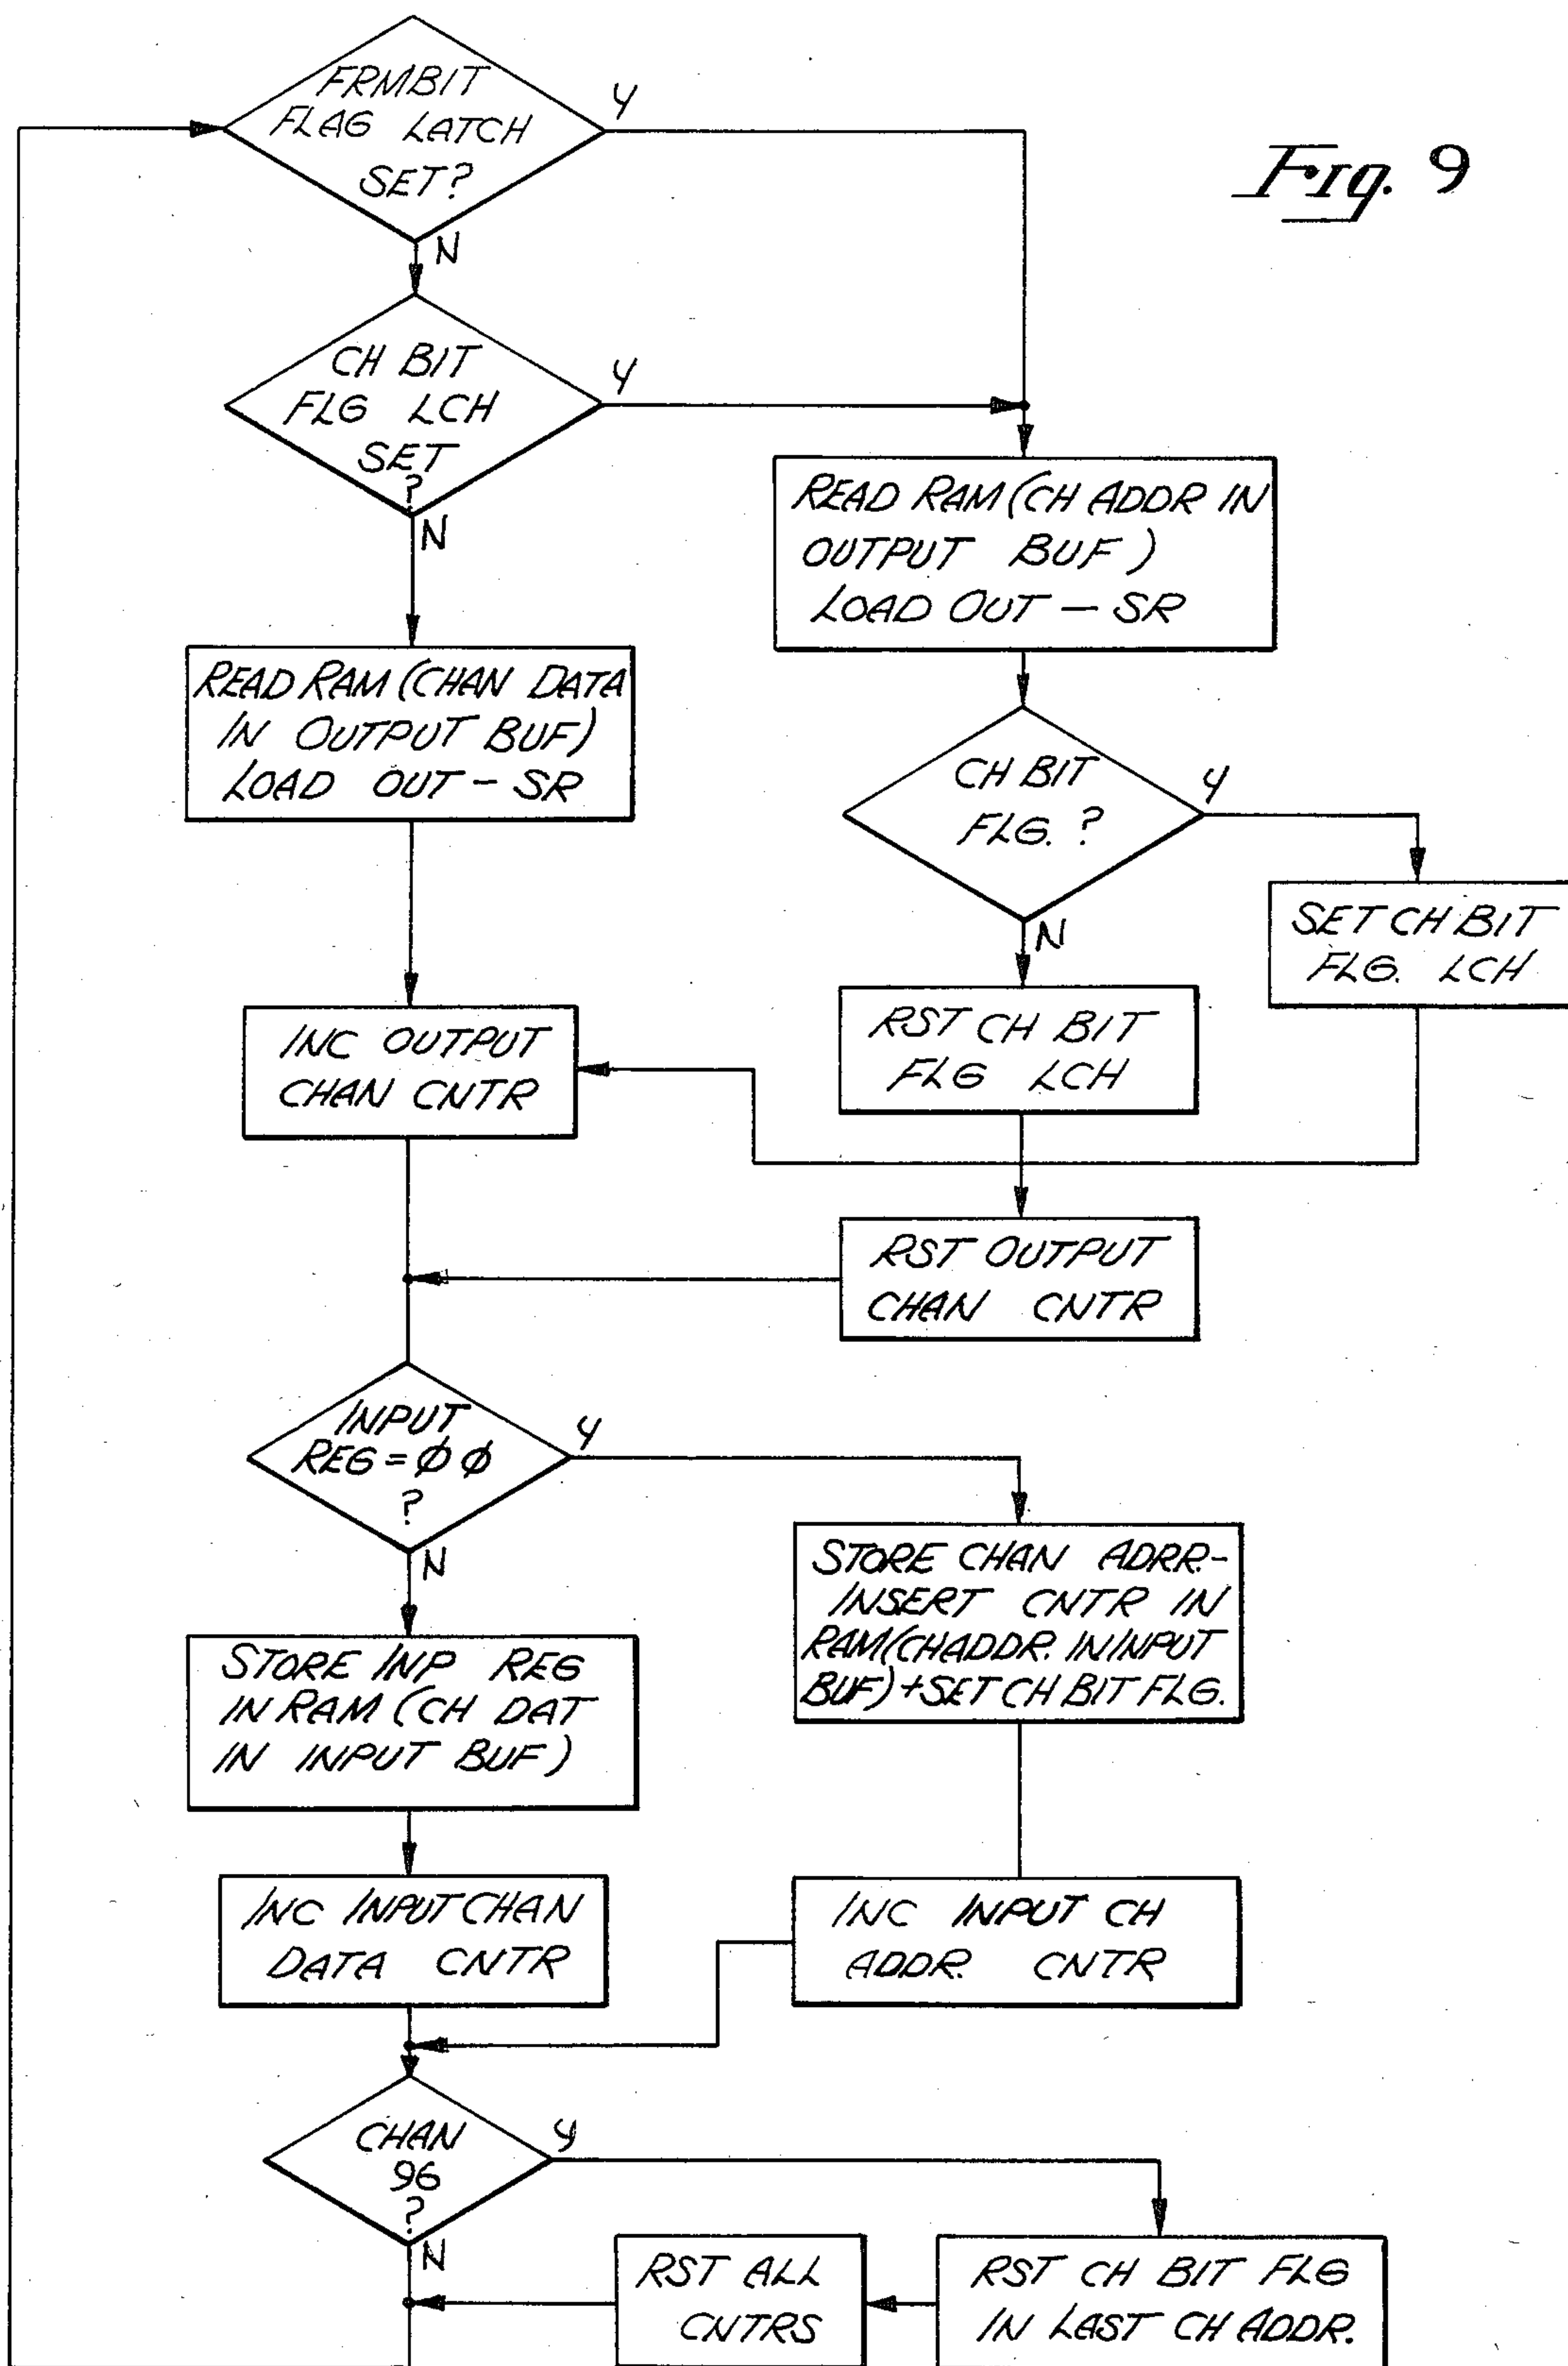 FRMBIT
FLAG LATCH
SET?
Y
N
Fig. 9
CH BIT
FLG LCH
SET
?
Y
N
READ RAM (CH ADDR IN
OUTPUT BUF)
LOAD OUT - SR
READ RAM (CHAN DATA
IN OUTPUT BUF)
LOAD OUT - SR
CH BIT
FLG. ?
Y
N
SET CH BIT
FLG. LCH
RST CH BIT
FLG LCH
INC OUTPUT
CHAN CNTR
RST OUTPUT
CHAN CNTR
INPUT
REG = ØØ
?
Y
N
STORE CHAN ADRR.-
INSERT CNTR IN
RAM (CHADDR. IN INPUT
BUF) + SET CH BIT FLG.
STORE INP REG
IN RAM (CH DAT
IN INPUT BUF)
INC INPUT CHAN
DATA CNTR
INC INPUT CH
ADDR. CNTR
CHAN
96
?
Y
N
RST ALL
CNTRS
RST CH BIT FLG
IN LAST CH ADDR.